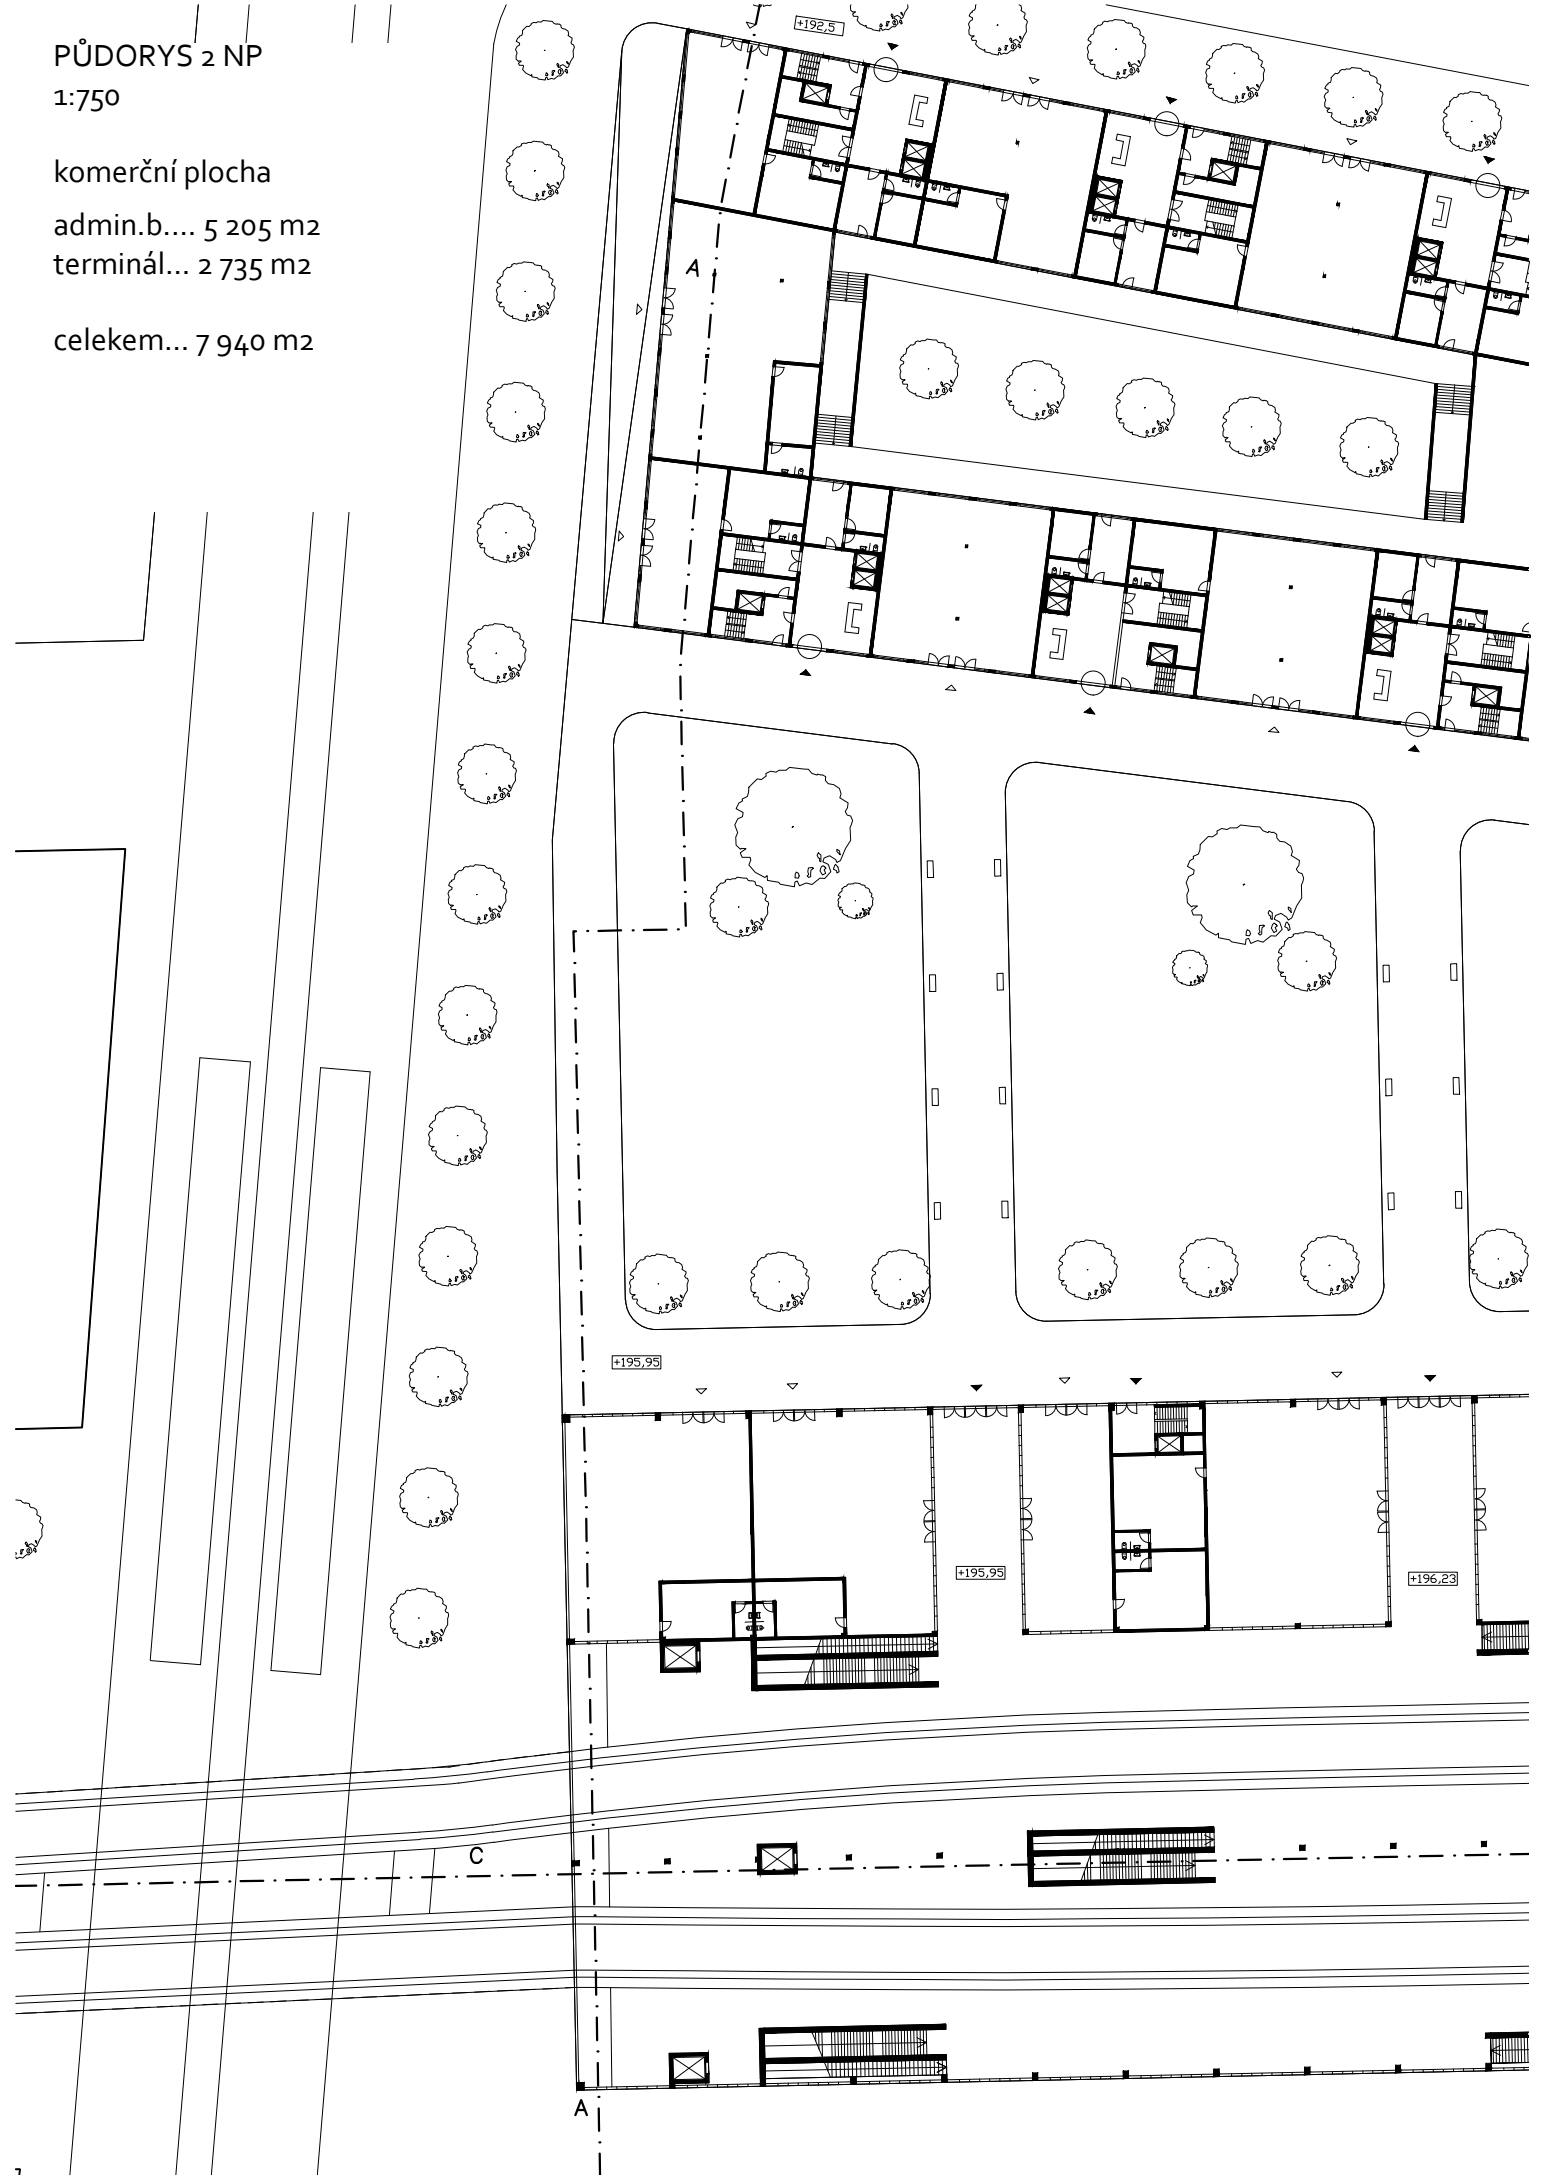 PŮDORYS 2 NP
1:750
komerční plocha
admin.b.... 5 205 m2
terminál... 2 735 m2
celekem... 7 940 m2
+192,5
A
+195,95
+195,95
+196,23
C
A